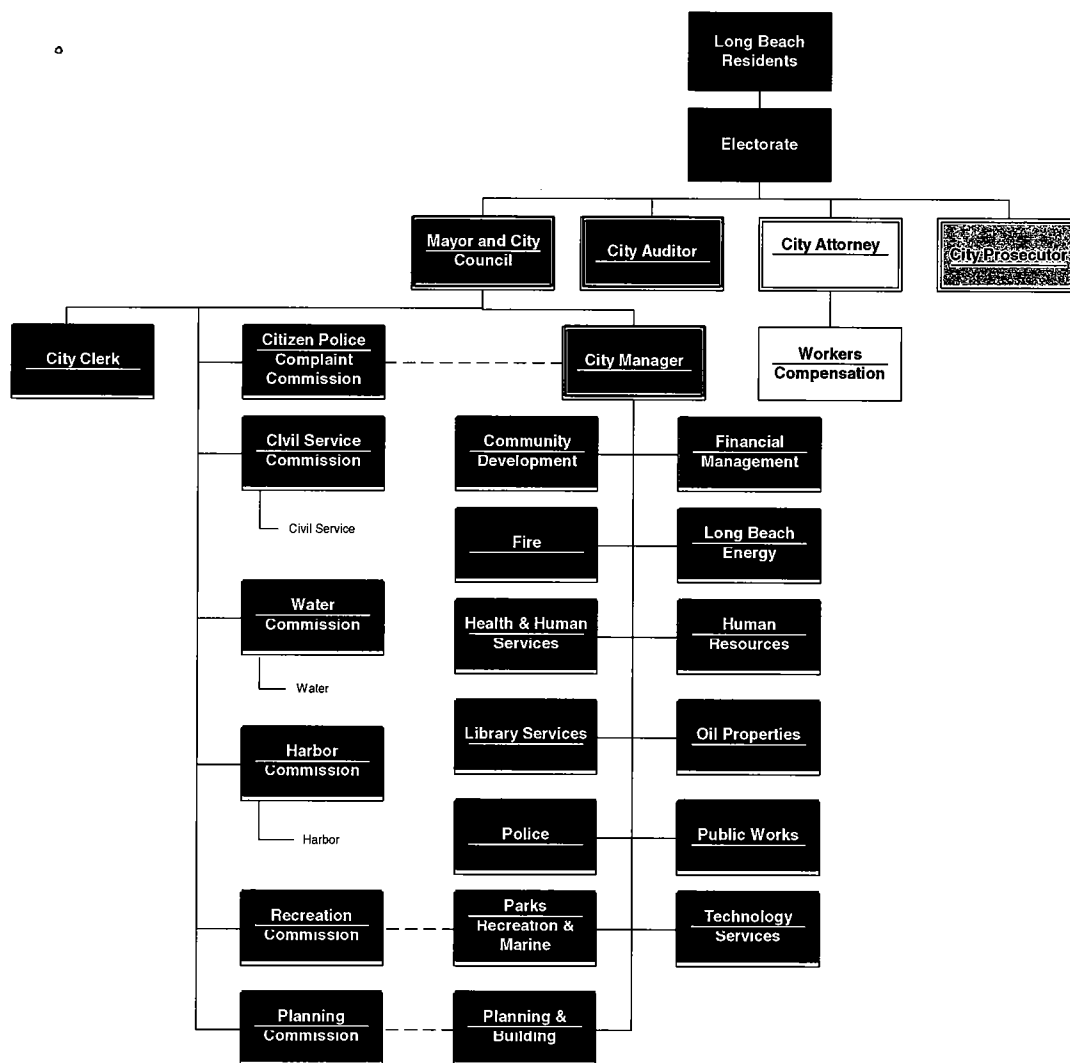 Long Beach
Residents
Electorate
Mayor and City
Council
City Auditor
City Attorney
City Prosecutor
City Clerk
Citizen Police
Complaint
Commission
City Manager
Workers
Compensation
CIvil Service
Commission
Civil Service
Community
Development
Financial
Management
Fire
Long Beach
Energy
Water
Commission
Water
Health & Human
Services
Human
Resources
Harbor
Commission
Harbor
Library Services
Oil Properties
Police
Public Works
Recreation
Commission
Parks
Recreation &
Marine
Technology
Services
Planning
Commission
Planning &
Building